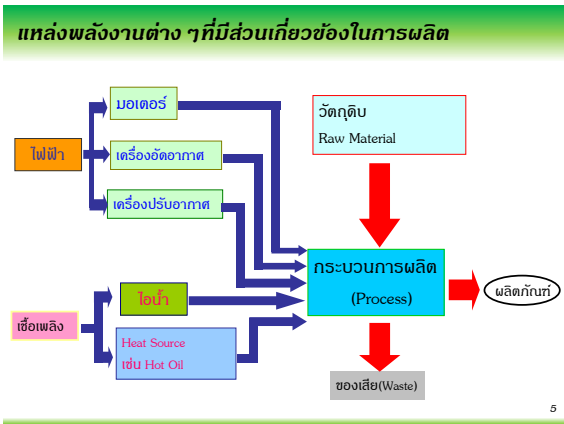 แหล่งพลังงานต่าง ๆที่มีส่วนเกี่ยวข้องในการผลิต
มอเตอร์
วัตถุดิบ
Raw Material
ไฟฟ้า
เครื่องอัดอากาศ
เครื่องปรับอากาศ
กระบวนการผลิต
(Process)
ไอน้ำ
ผลิตภัณฑ์
เชื้อเพลิง
Heat Source
เช่น Hot Oil
ของเสีย(Waste)
5